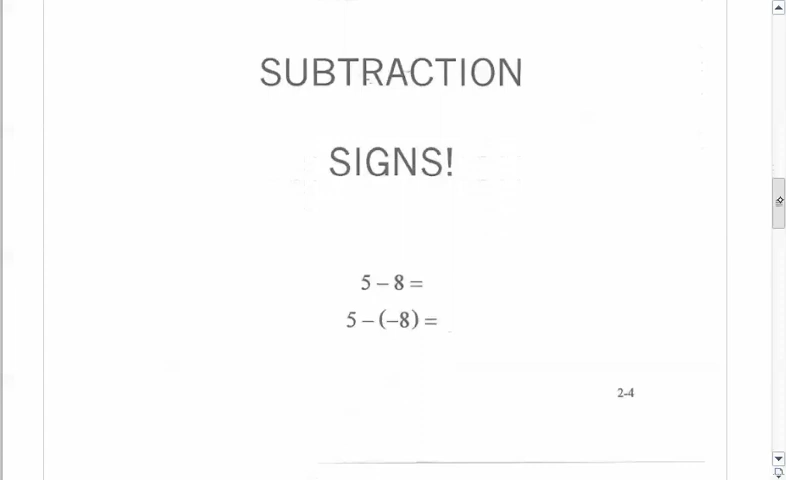 SUBTRACTION
SIGNS!
5 – 8 =
5 – (–8) =
2-4